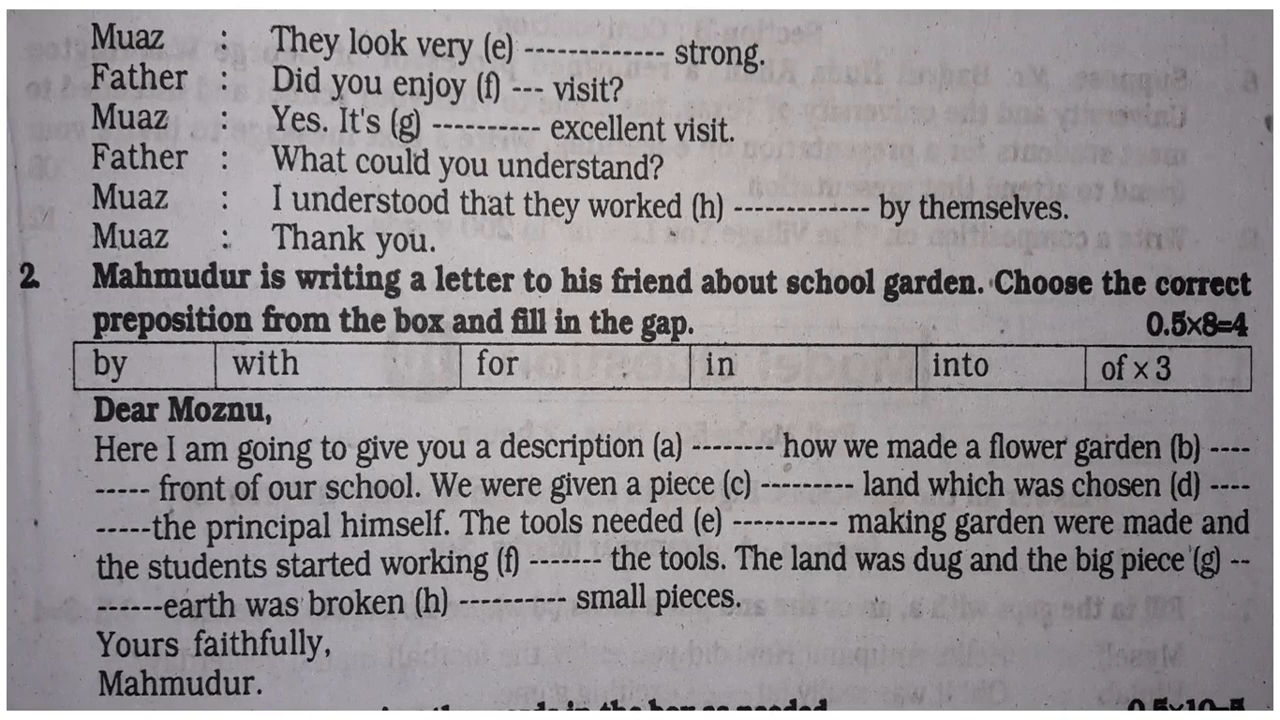 Muaz : They look very (e) ------------ strong.
Father : Did you enjoy (f) --- visit?
Muaz : Yes. It's (g) ---------- excellent visit.
Father : What could you understand?
Muaz : I understood that they worked (h) ------------- by themselves.
Muaz : Thank you.
2. Mahmudur is writing a letter to his friend about school garden. Choose the correct
preposition from the box and fill in the gap. 0.5×8=4
by with for in into of × 3
Dear Moznu,
Here I am going to give you a description (a) -------- how we made a flower garden (b) ----
------ front of our school. We were given a piece (c) --------- land which was chosen (d) ----
------the principal himself. The tools needed (e) ---------- making garden were made and
the students started working (f) ------- the tools. The land was dug and the big piece (g) --
------earth was broken (h) ---------- small pieces.
Yours faithfully,
Mahmudur.